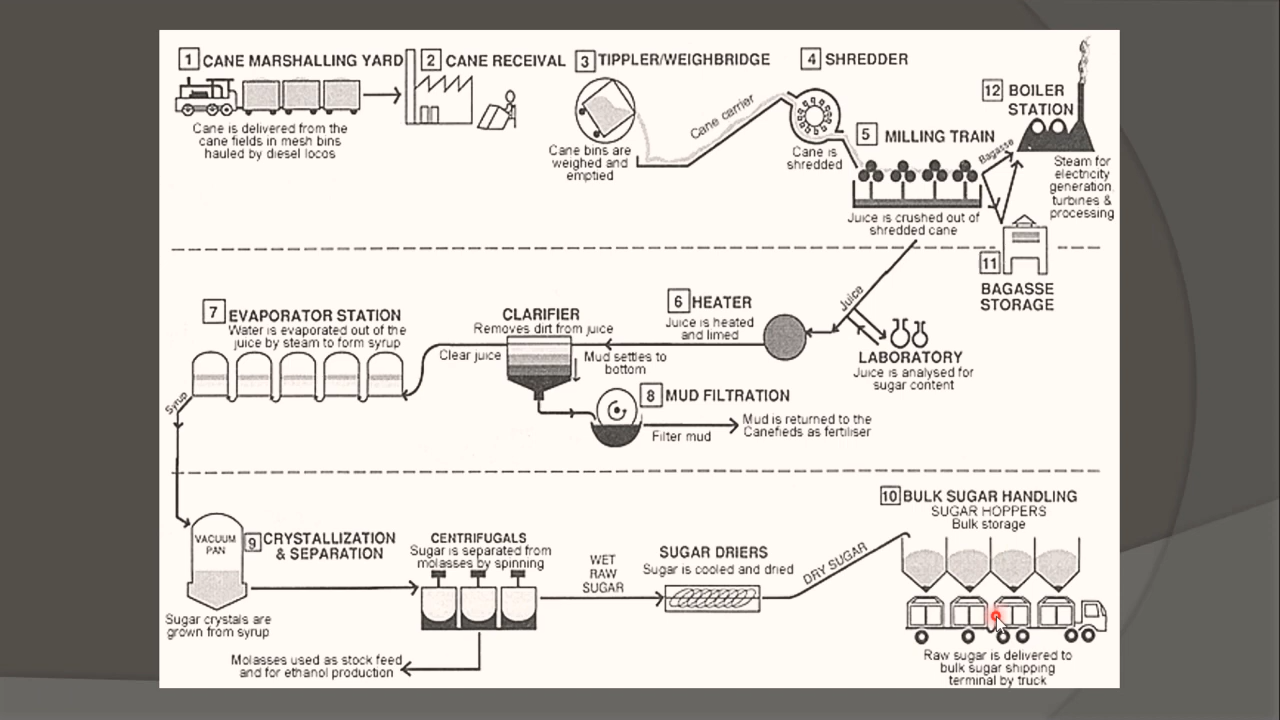 1 CANE MARSHALLING YARD
Cane is delivered from the
cane fields in mesh bins
hauled by diesel locos
2 CANE RECEIVAL
3 TIPPLER/WEIGHBRIDGE
Cane bins are
weighed and
emptied
Cane carrier
4 SHREDDER
Cane is
shredded
5 MILLING TRAIN
Juice is crushed out of
shredded cane
Bagasse
12 BOILER
STATION
Steam for
electricity
generation,
turbines &
processing
11
BAGASSE
STORAGE
Juice
LABORATORY
Juice is analysed for
sugar content
6 HEATER
Juice is heated
and limed
CLARIFIER
Removes dirt from juice
Mud settles to
bottom
Clear juice
7 EVAPORATOR STATION
Water is evaporated out of the
juice by steam to form syrup
Syrup
8 MUD FILTRATION
Filter mud
Mud is returned to the
Canefieds as fertiliser
VACUUM
PAN
9 CRYSTALLIZATION
& SEPARATION
Sugar crystals are
grown from syrup
CENTRIFUGALS
Sugar is separated from
molasses by spinning
Molasses used as stock feed
and for ethanol production
WET
RAW
SUGAR
SUGAR DRIERS
Sugar is cooled and dried
DRY SUGAR
10 BULK SUGAR HANDLING
SUGAR HOPPERS
Bulk storage
Raw sugar is delivered to
bulk sugar shipping
terminal by truck